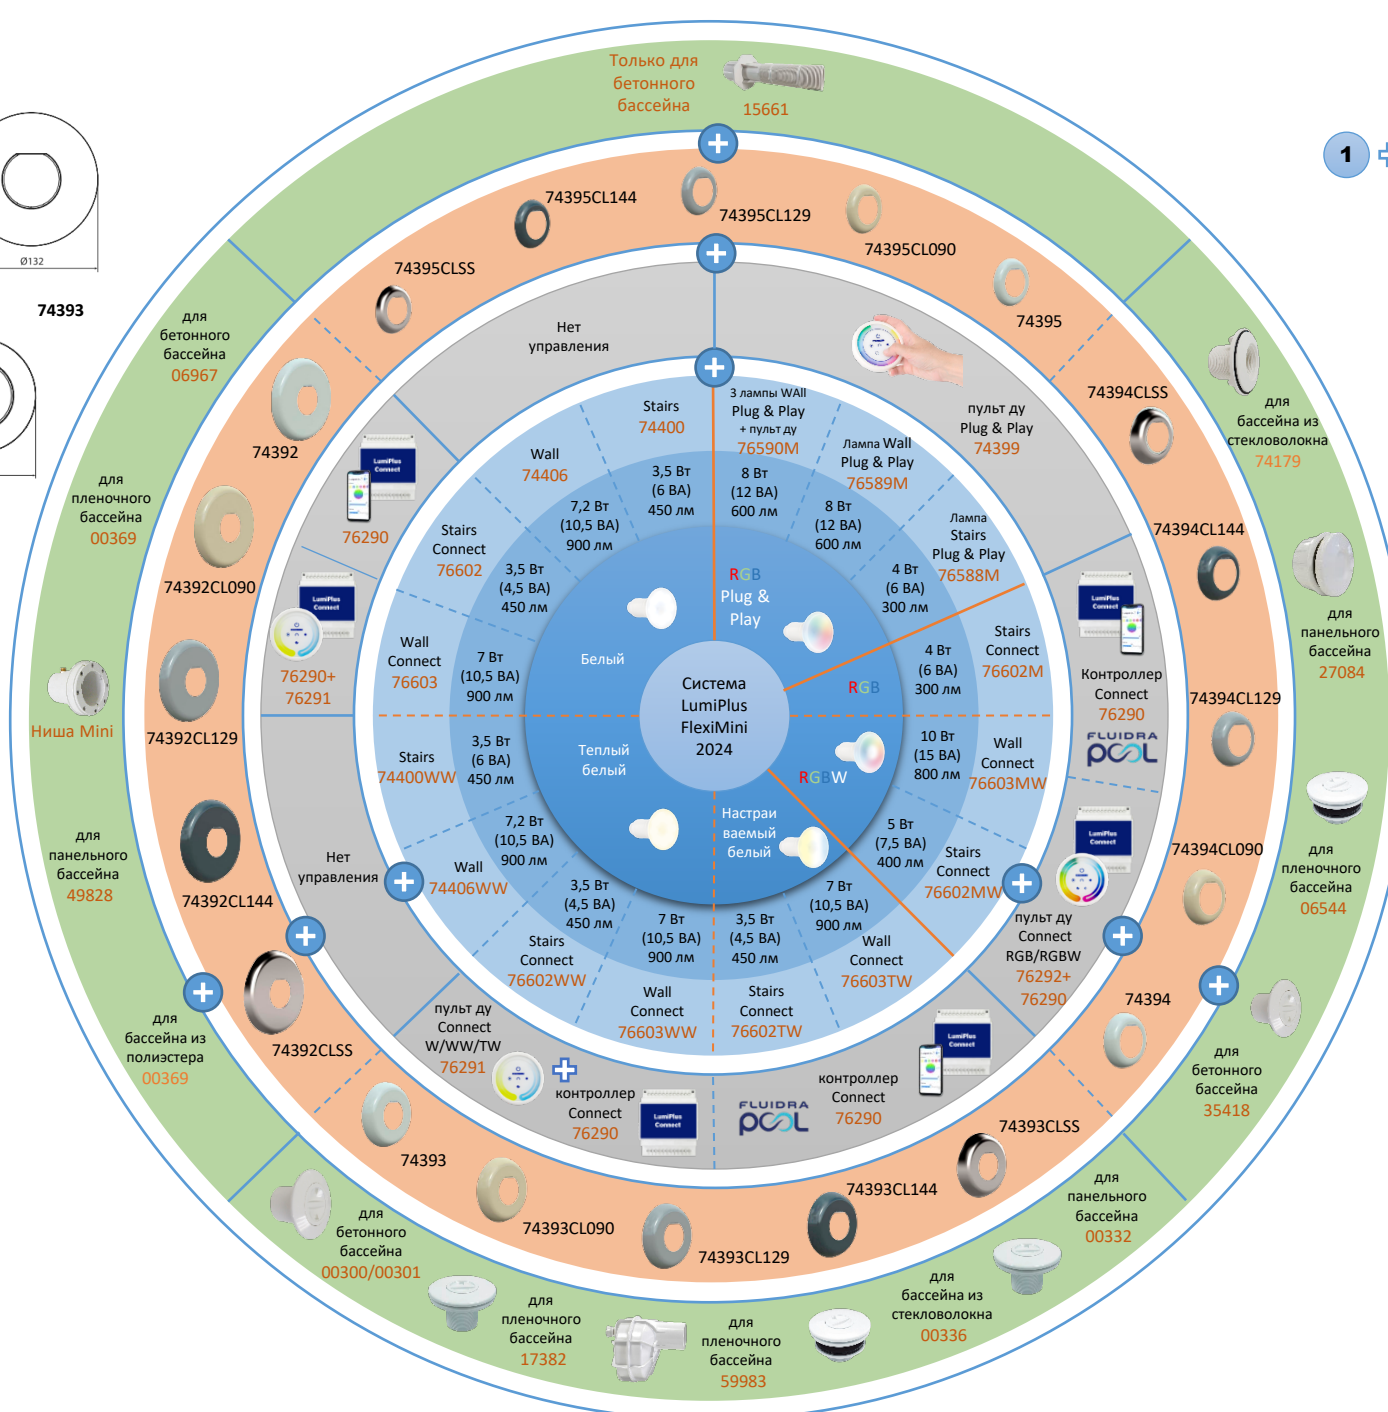 Только для
бетонного
бассейна
15661
1
Ø132
74393
74395CL144
74395CL129
74395CL090
74395
74395CLSS
74394CLSS
74394CL144
74394CL129
74394CL090
74394
74393CLSS
74393CL144
74393CL129
74393CL090
74393
74392CLSS
74392CL144
74392CL129
74392CL090
74392
для
бетонного
бассейна
06967
для
пленочного
бассейна
00369
Ниша Mini
для
панельного
бассейна
49828
для
бассейна из
полиэстера
00369
для
бетонного
бассейна
00300/00301
для
пленочного
бассейна
17382
для
пленочного
бассейна
59983
для
бассейна из
стекловолокна
00336
для
панельного
бассейна
00332
для
бетонного
бассейна
35418
для
пленочного
бассейна
06544
для
панельного
бассейна
27084
для
бассейна из
стекловолокна
74179
Нет
управления
пульт ду
Plug & Play
74399
LumiPlus
Connect
Контроллер
Connect
76290
FLUIDRA
POOL
LumiPlus
Connect
пульт ду
Connect
RGB/RGBW
76292+
76290
LumiPlus
Connect
контроллер
Connect
76290
FLUIDRA
POOL
пульт ду
Connect
W/WW/TW
76291
контроллер
Connect
76290
LumiPlus
Connect
Нет
управления
LumiPlus
Connect
76290+
76291
LumiPlus
Connect
76290
Stairs
74400
3,5 Вт
(6 ВА)
450 лм
3 лампы WAll
Plug & Play
+ пульт ду
76590M
8 Вт
(12 ВА)
600 лм
Лампа Wall
Plug & Play
76589M
8 Вт
(12 ВА)
600 лм
Лампа
Stairs
Plug & Play
76588M
4 Вт
(6 ВА)
300 лм
Stairs
Connect
76602M
4 Вт
(6 ВА)
300 лм
Wall
Connect
76603MW
10 Вт
(15 ВА)
800 лм
Stairs
Connect
76602MW
5 Вт
(7,5 ВА)
400 лм
Wall
Connect
76603TW
7 Вт
(10,5 ВА)
900 лм
Stairs
Connect
76602TW
3,5 Вт
(4,5 ВА)
450 лм
Wall
Connect
76603WW
7 Вт
(10,5 ВА)
900 лм
Stairs
Connect
76602WW
3,5 Вт
(4,5 ВА)
450 лм
Wall
74406WW
7,2 Вт
(10,5 ВА)
900 лм
Stairs
74400WW
3,5 Вт
(6 ВА)
450 лм
Wall
Connect
76603
7 Вт
(10,5 ВА)
900 лм
Stairs
Connect
76602
3,5 Вт
(4,5 ВА)
450 лм
Wall
74406
7,2 Вт
(10,5 ВА)
900 лм
RGB
Plug &
Play
RGB
RGBW
Настраи
ваемый
белый
Теплый
белый
Белый
Система
LumiPlus
FlexiMini
2024